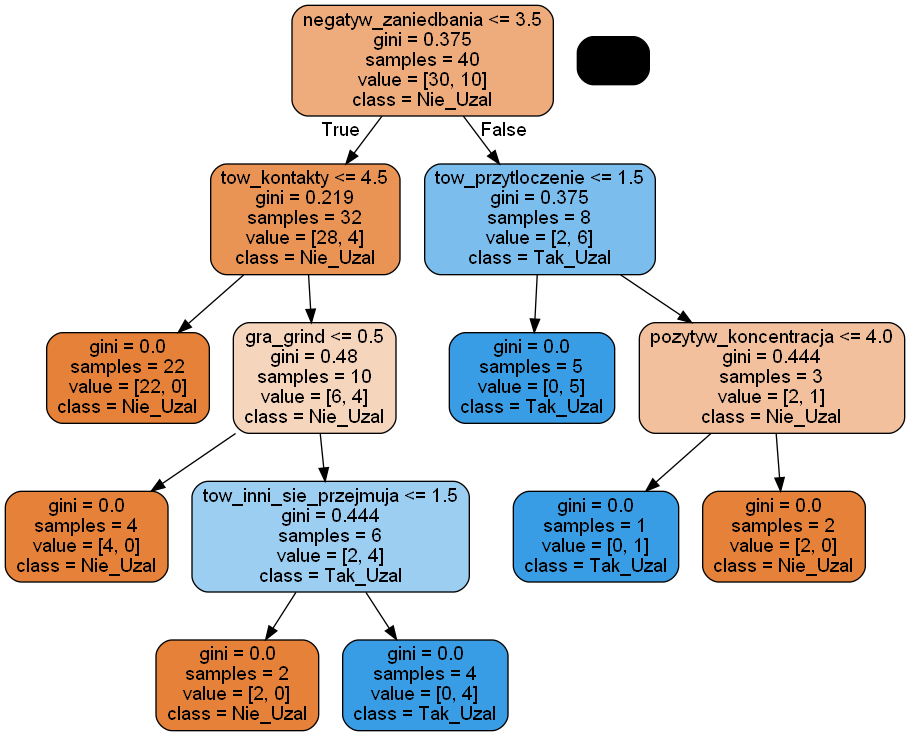 negatyw_zaniedbania <= 3.5
gini = 0.375
samples = 40
value = [30, 10]
class = Nie_Uzal
True
False
tow_kontakty <= 4.5
gini = 0.219
samples = 32
value = [28, 4]
class = Nie_Uzal
tow_przytloczenie <= 1.5
gini = 0.375
samples = 8
value = [2, 6]
class = Tak_Uzal
gini = 0.0
samples = 22
value = [22, 0]
class = Nie_Uzal
gra_grind <= 0.5
gini = 0.48
samples = 10
value = [6, 4]
class = Nie_Uzal
gini = 0.0
samples = 5
value = [0, 5]
class = Tak_Uzal
pozytyw_koncentracja <= 4.0
gini = 0.444
samples = 3
value = [2, 1]
class = Nie_Uzal
gini = 0.0
samples = 4
value = [4, 0]
class = Nie_Uzal
tow_inni_sie_przejmuja <= 1.5
gini = 0.444
samples = 6
value = [2, 4]
class = Tak_Uzal
gini = 0.0
samples = 1
value = [0, 1]
class = Tak_Uzal
gini = 0.0
samples = 2
value = [2, 0]
class = Nie_Uzal
gini = 0.0
samples = 2
value = [2, 0]
class = Nie_Uzal
gini = 0.0
samples = 4
value = [0, 4]
class = Tak_Uzal